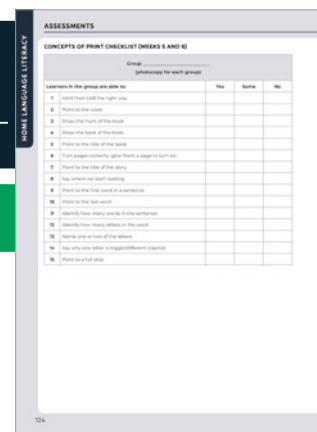 ASSESSMENTS
CONCEPTS OF PRINT CHECKLIST (WEEKS 5 AND 6)
HOME LANGUAGE LITERACY
Group
(photocopy for each group)
Learners in the group are able to: Yes Some No
1 Hold their LAB the right way
2 Point to the cover
3 Show the front of the book
4 Show the back of the book
5 Point to the title of the book
6 Turn pages correctly (give them a page to turn to)
7 Point to the title of the story
8 Say where we start reading
9 Point to the first word in a sentence
10 Point to the last word
11 Identify how many words in the sentence
12 Identify how many letters in the word
13 Name one or two of the letters
14 Say why one letter is bigger/different (capital)
15 Point to a full stop
124